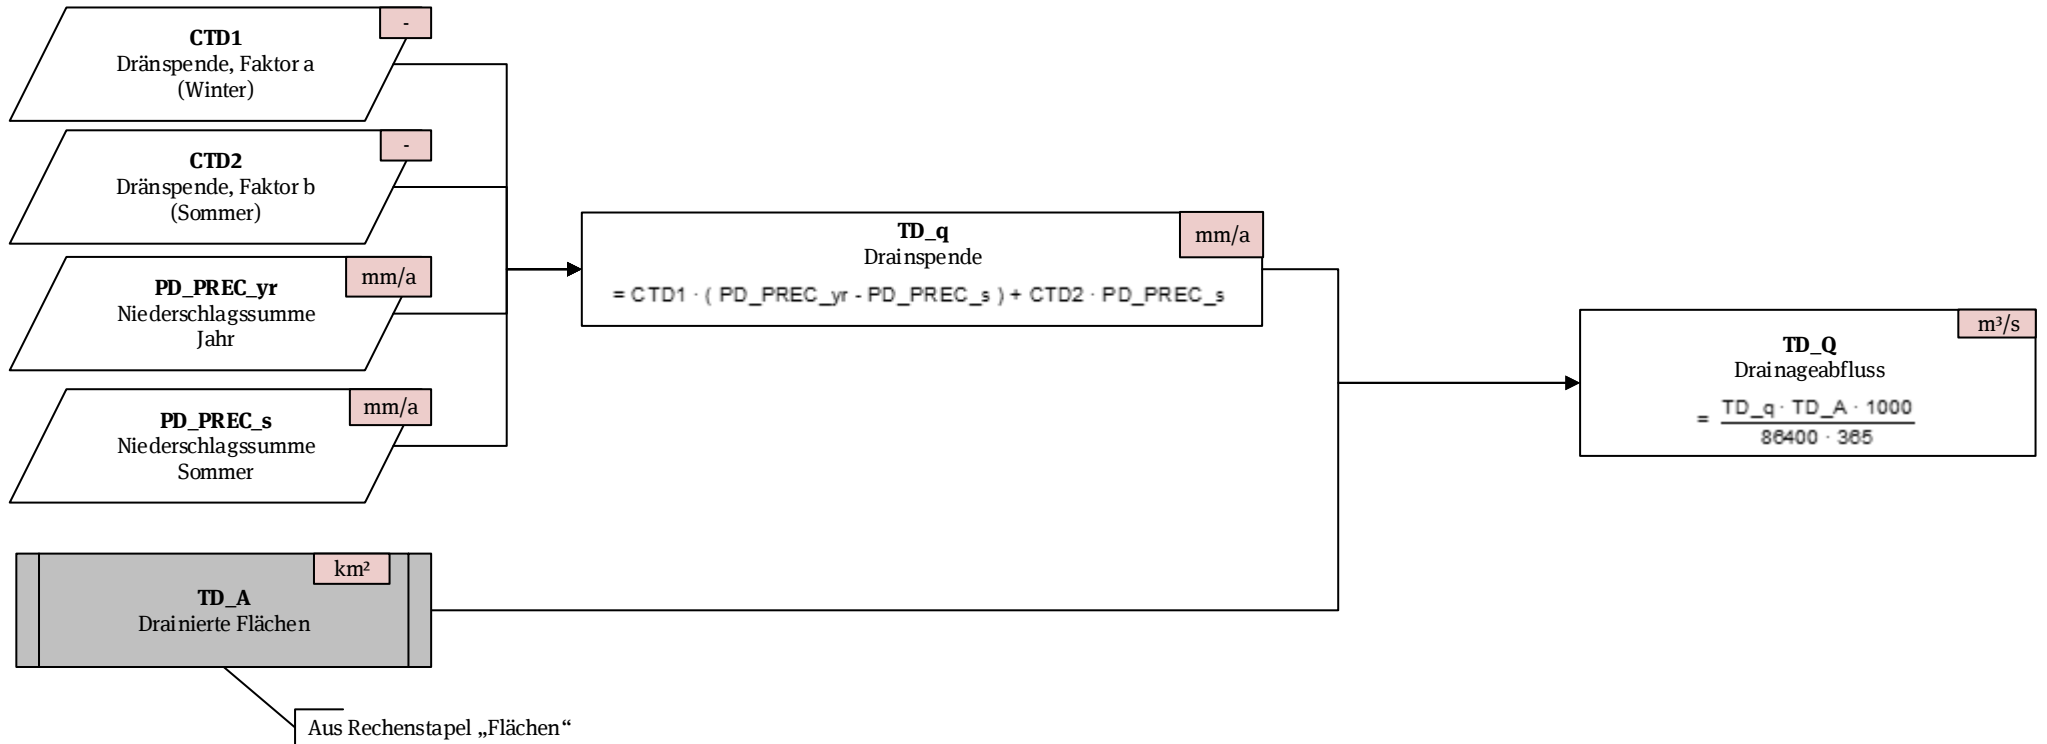 -
CTD1
Dränspende, Faktor a
(Winter)
-
CTD2
Dränspende, Faktor b
(Sommer)
mm/a
PD_PREC_yr
Niederschlagssumme
Jahr
mm/a
PD_PREC_s
Niederschlagssumme
Sommer
km²
TD_A
Drainierte Flächen
Aus Rechenstapel „Flächen“
mm/a
TD_q
Drainspende
= CTD1 · ( PD_PREC_yr - PD_PREC_s ) + CTD2 · PD_PREC_s
m³/s
TD_Q
Drainageabfluss
= TD_q · TD_A · 1000
86400 · 365